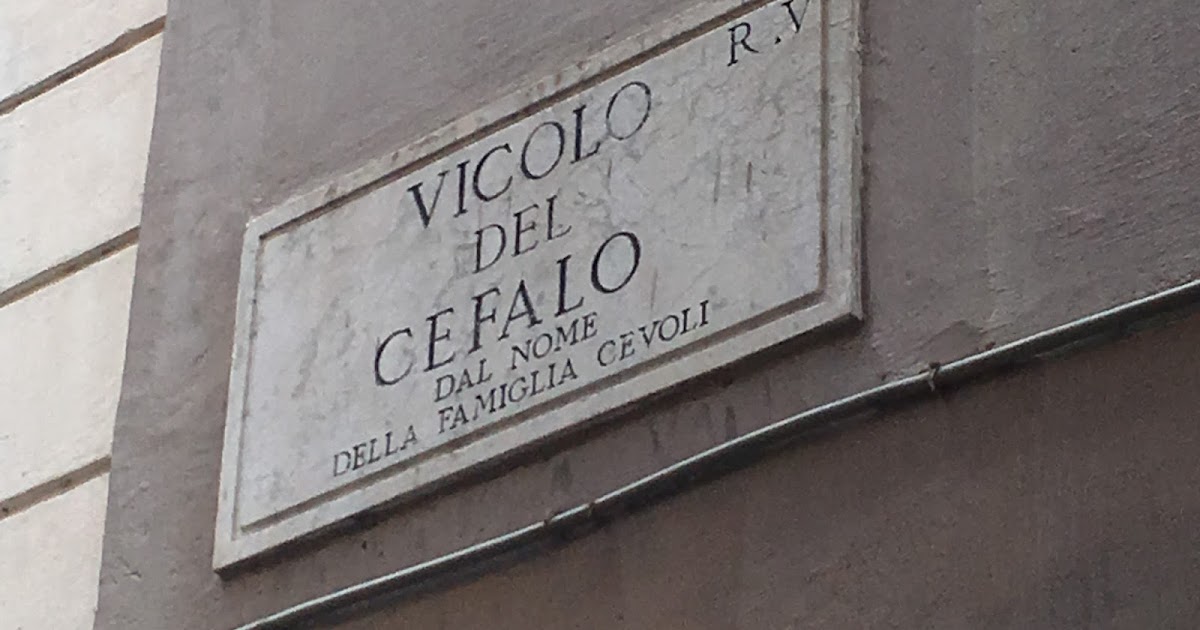 R.V
VICOLO
DEL
CEFALO
DAL NOME
DELLA FAMIGLIA CEVOLI